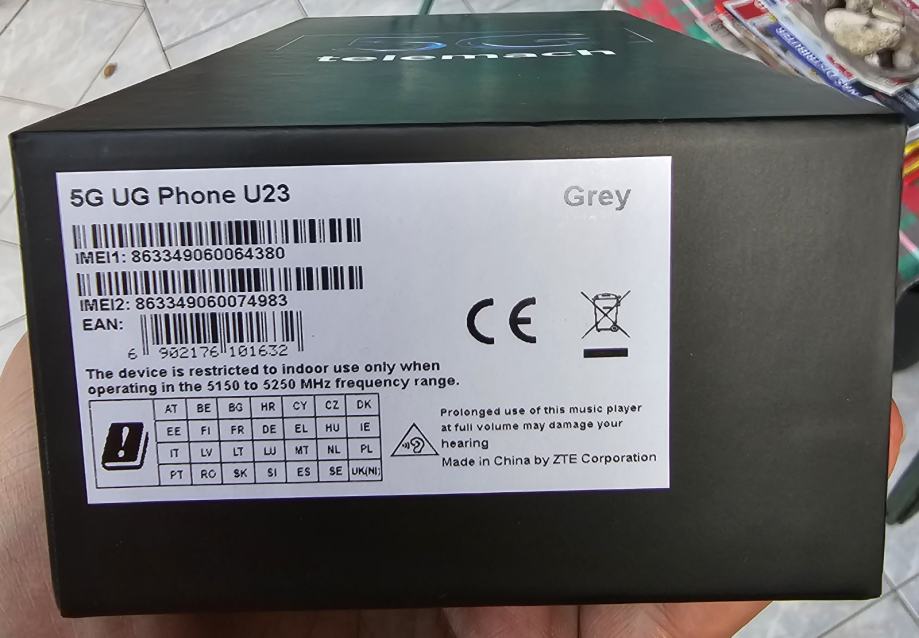 5G
telemach
5G UG Phone U23
Grey
IMEI1: 863349060064380
IMEI2: 863349060074983
EAN:
6 902176 101632
CE
The device is restricted to indoor use only when
operating in the 5150 to 5250 MHz frequency range.
AT BE BG HR CY CZ DK
EE FI FR DE EL HU IE
IT LV LT LU MT NL PL
PT RO SK SI ES SE UK(NI)
Prolonged use of this music player
at full volume may damage your
hearing
Made in China by ZTE Corporation